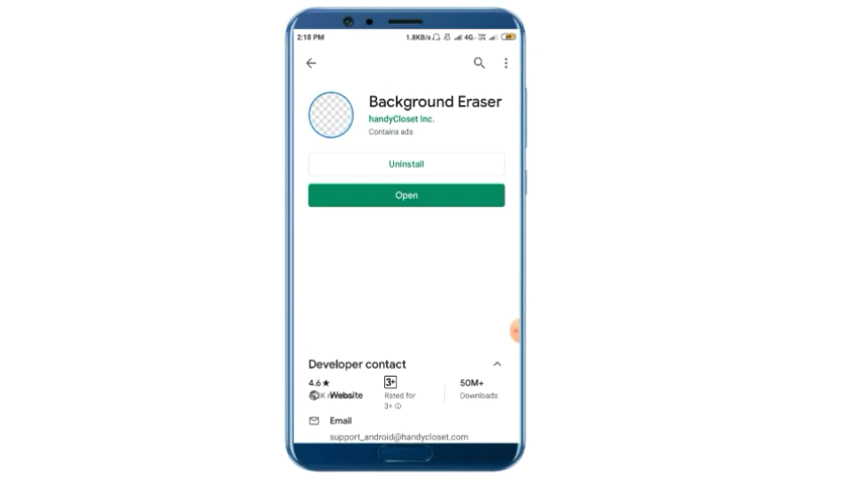 2:18 PM
1.8KB/s 4G
Background Eraser
handyCloset Inc.
Contains ads
Uninstall
Open
Developer contact
4.6★
3+
50M+
Website
Rated for
3+
Downloads
Email
support_android@handycloset.com